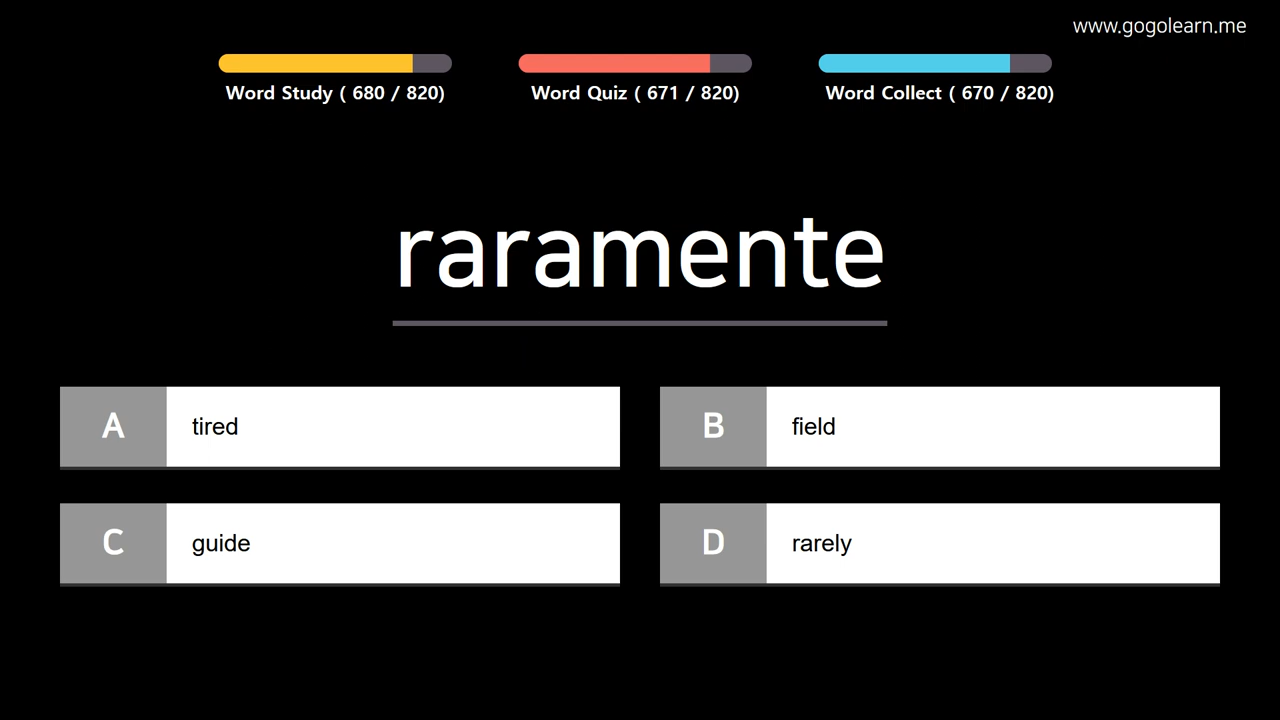 www.gogolearn.me
Word Study ( 680 / 820)
Word Quiz ( 671 / 820)
Word Collect ( 670 / 820)
raramente
A tired
B field
C guide
D rarely